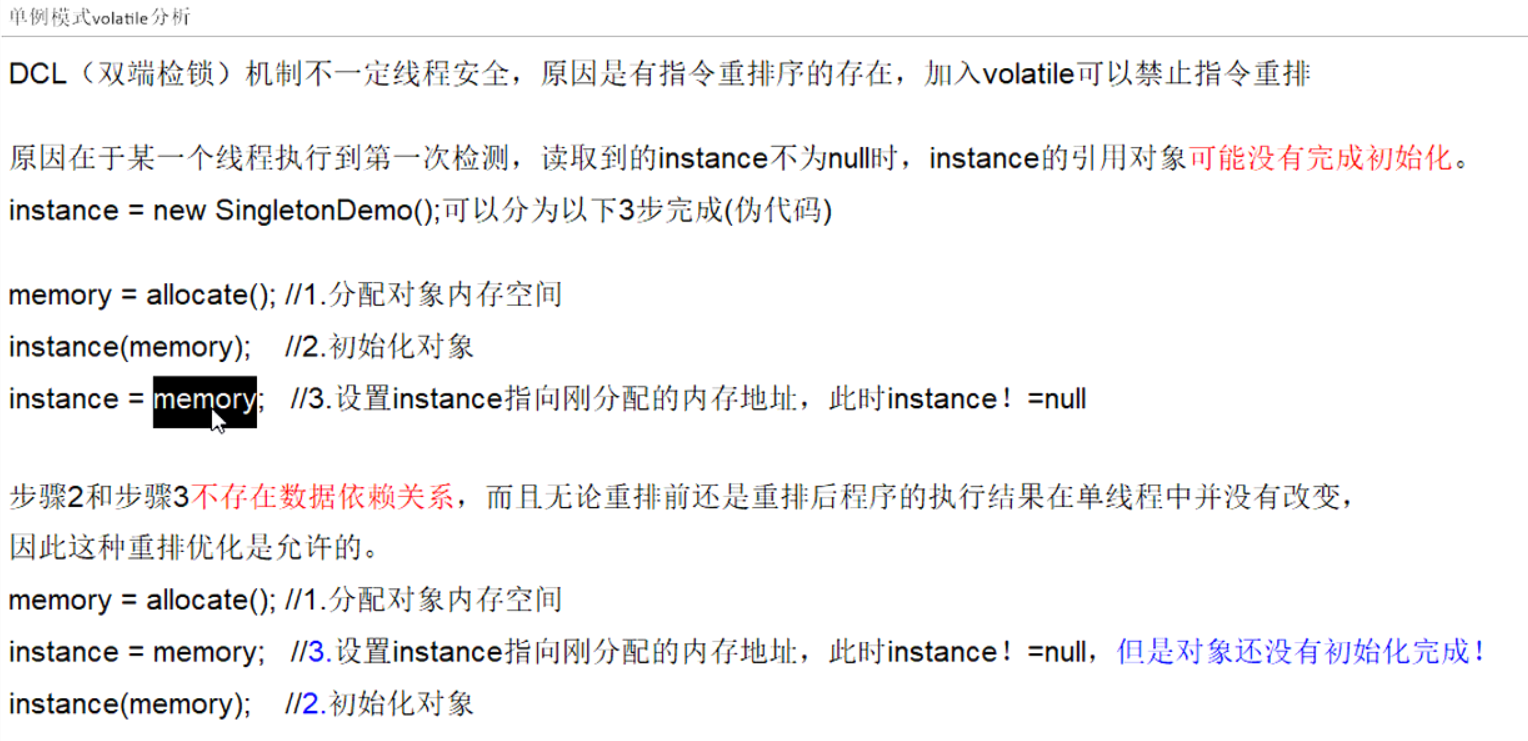 单例模式volatile分析
DCL（双端检锁）机制不一定线程安全，原因是有指令重排序的存在，加入volatile可以禁止指令重排
原因在于某一个线程执行到第一次检测，读取到的instance不为null时，instance的引用对象可能没有完成初始化。
instance = new SingletonDemo();可以分为以下3步完成(伪代码)
memory = allocate(); //1.分配对象内存空间
instance(memory); //2.初始化对象
instance = memory; //3.设置instance指向刚分配的内存地址，此时instance！=null
步骤2和步骤3不存在数据依赖关系，而且无论重排前还是重排后程序的执行结果在单线程中并没有改变，
因此这种重排优化是允许的。
memory = allocate(); //1.分配对象内存空间
instance = memory; //3.设置instance指向刚分配的内存地址，此时instance！=null，但是对象还没有初始化完成！
instance(memory); //2.初始化对象